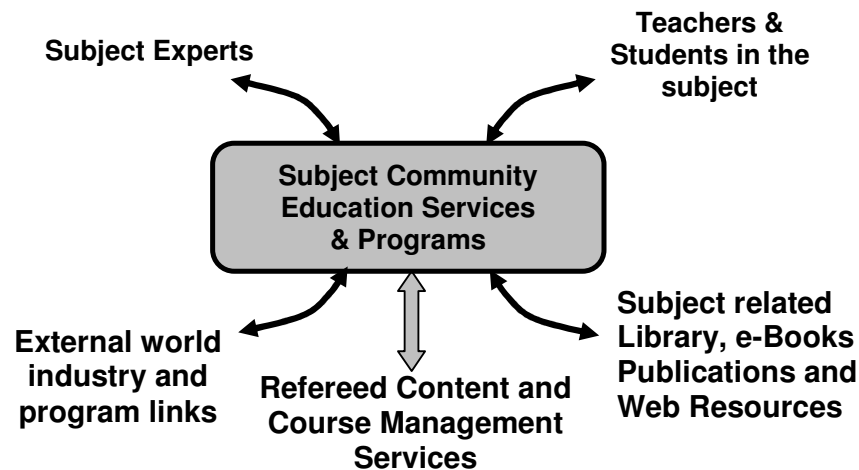 Subject Experts
Teachers &
Students in the
subject
Subject Community
Education Services
& Programs
External world
industry and
program links
Refereed Content and
Course Management
Services
Subject related
Library, e-Books
Publications and
Web Resources